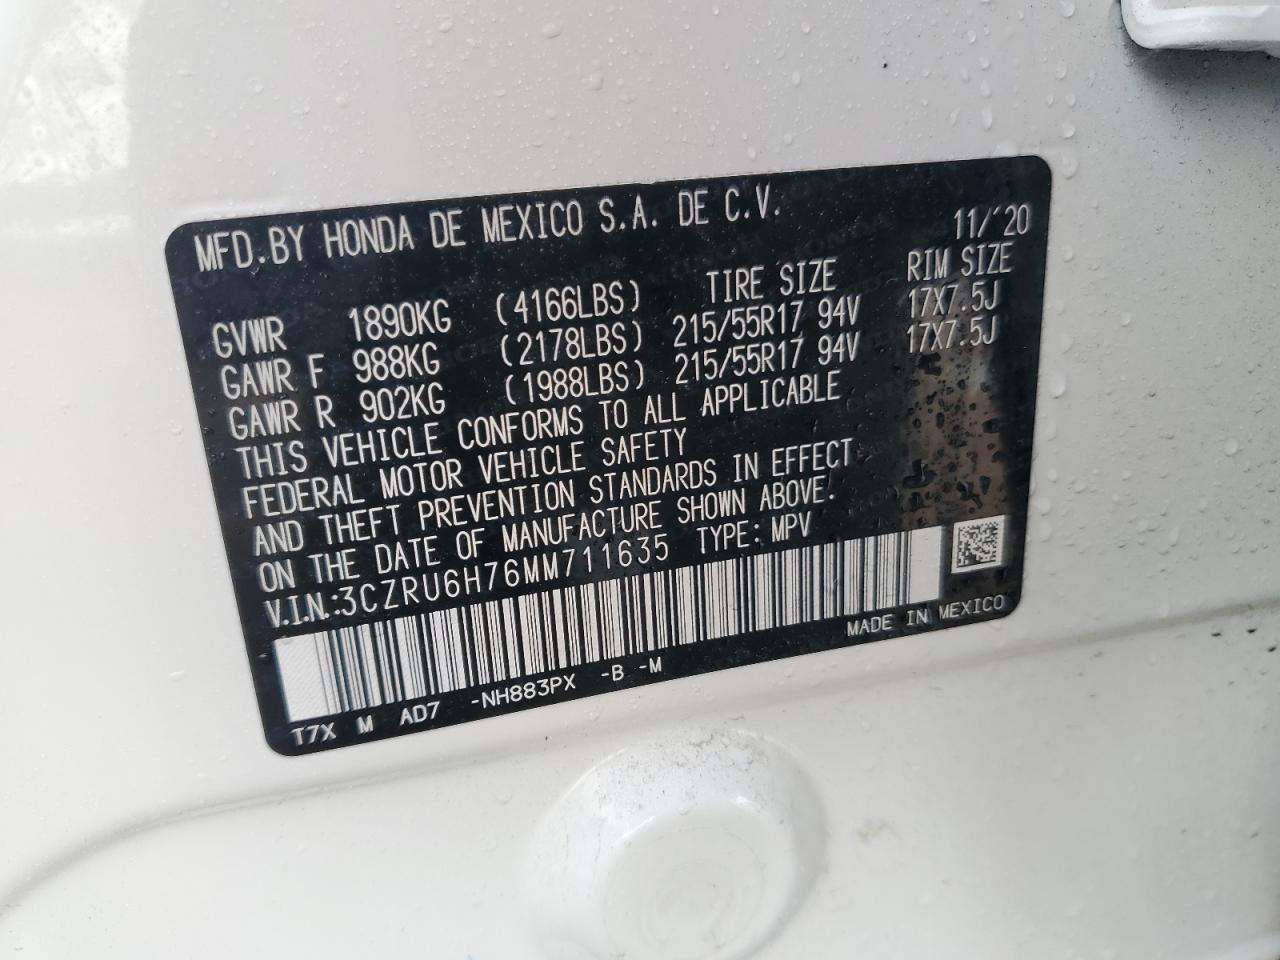 MFD. BY HONDA DE MEXICO S.A. DE C.V. 11/'20
TIRE SIZE RIM SIZE
GVWR 1890KG (4166LBS)
GAWR F 988KG (2178LBS) 215/55R17 94V 17X7.5J
GAWR R 902KG (1988LBS) 215/55R17 94V 17X7.5J
THIS VEHICLE CONFORMS TO ALL APPLICABLE
FEDERAL MOTOR VEHICLE SAFETY
AND THEFT PREVENTION STANDARDS IN EFFECT
ON THE DATE OF MANUFACTURE SHOWN ABOVE.
V.I.N.:3CZRU6H76MM711635 TYPE: MPV
MADE IN MEXICO
T7X M AD7 -NH883PX -B -M